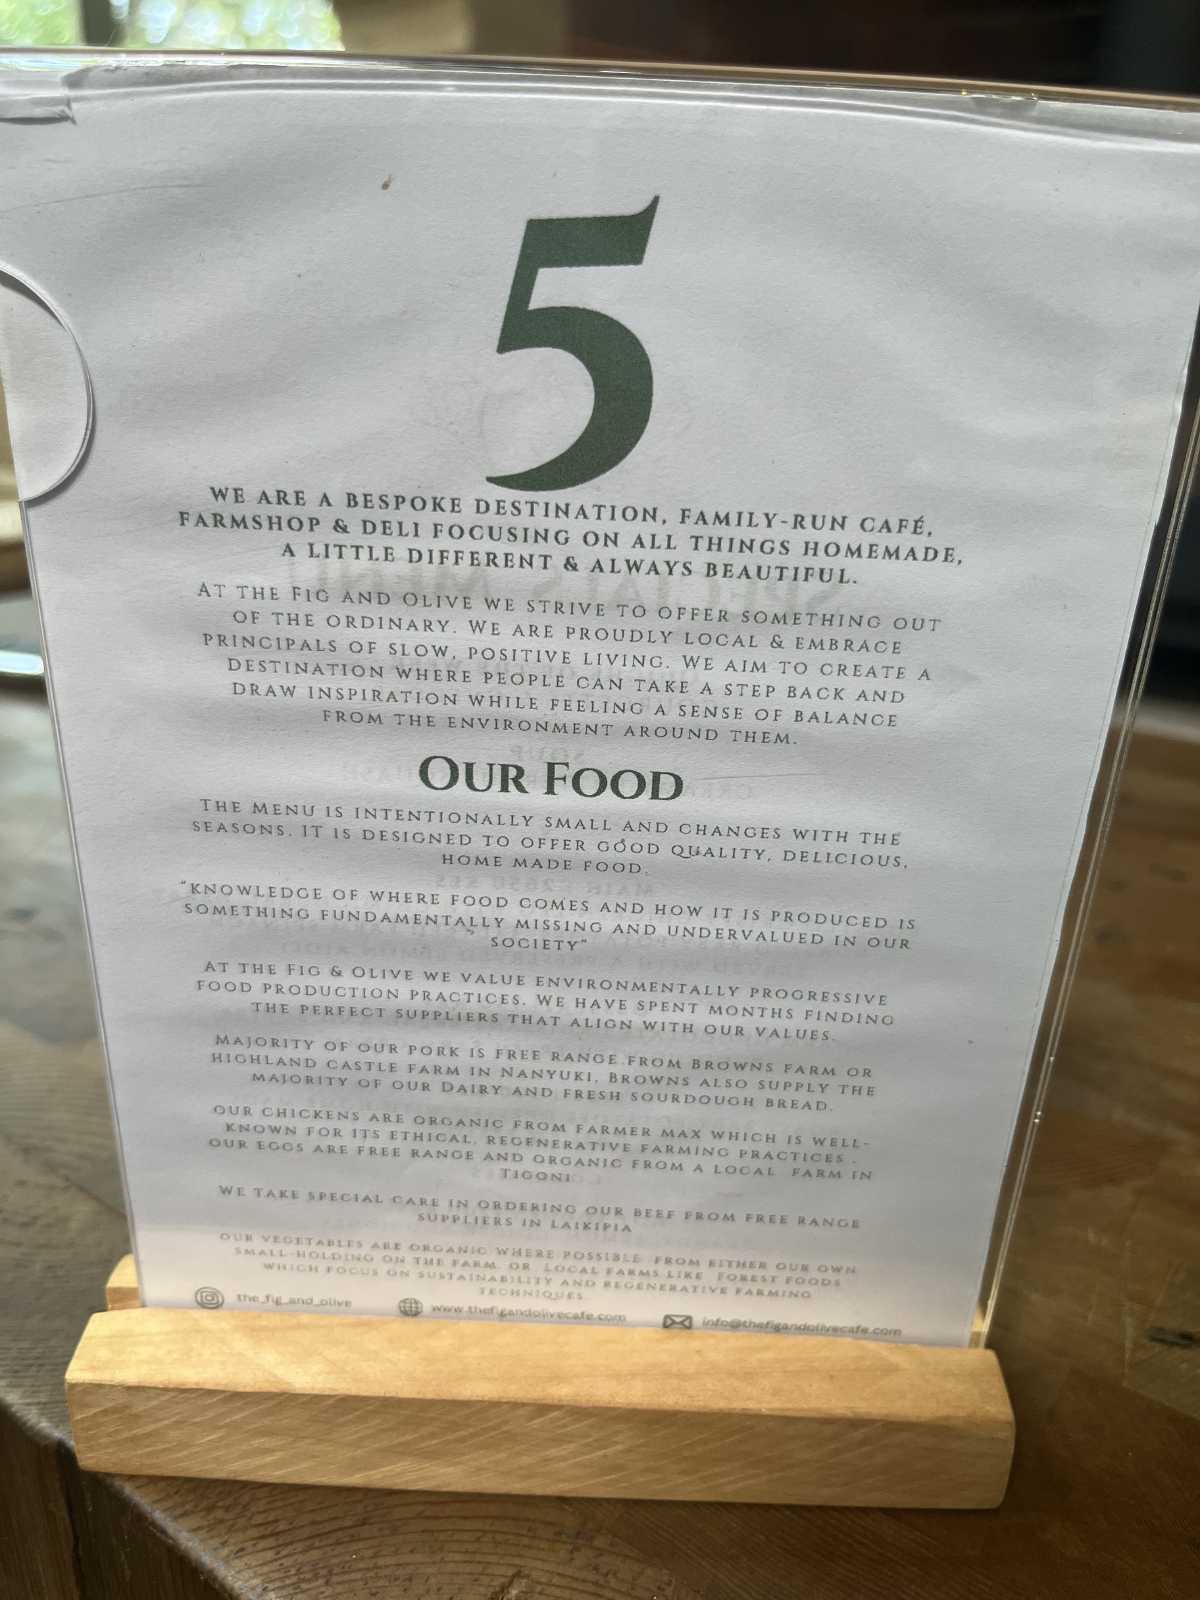 5
WE ARE A BESPOKE DESTINATION, FAMILY-RUN CAFÉ,
FARMSHOP & DELI FOCUSING ON ALL THINGS HOMEMADE,
A LITTLE DIFFERENT & ALWAYS BEAUTIFUL.
AT THE FIG AND OLIVE WE STRIVE TO OFFER SOMETHING OUT
OF THE ORDINARY. WE ARE PROUDLY LOCAL & EMBRACE
PRINCIPALS OF SLOW, POSITIVE LIVING. WE AIM TO CREATE A
DESTINATION WHERE PEOPLE CAN TAKE A STEP BACK AND
DRAW INSPIRATION WHILE FEELING A SENSE OF BALANCE
FROM THE ENVIRONMENT AROUND THEM.
OUR FOOD
THE MENU IS INTENTIONALLY SMALL AND CHANGES WITH THE
SEASONS. IT IS DESIGNED TO OFFER GOOD QUALITY, DELICIOUS,
HOME MADE FOOD.
"KNOWLEDGE OF WHERE FOOD COMES AND HOW IT IS PRODUCED IS
SOMETHING FUNDAMENTALLY MISSING AND UNDERVALUED IN OUR
SOCIETY"
AT THE FIG & OLIVE WE VALUE ENVIRONMENTALLY PROGRESSIVE
FOOD PRODUCTION PRACTICES. WE HAVE SPENT MONTHS FINDING
THE PERFECT SUPPLIERS THAT ALIGN WITH OUR VALUES.
MAJORITY OF OUR PORK IS FREE RANGE FROM BROWNS FARM OR
HIGHLAND CASTLE FARM IN NANYUKI, BROWNS ALSO SUPPLY THE
MAJORITY OF OUR DAIRY AND FRESH SOURDOUGH BREAD.
OUR CHICKENS ARE ORGANIC FROM FARMER MAX WHICH IS WELL-
KNOWN FOR ITS ETHICAL, REGENERATIVE FARMING PRACTICES .
OUR EGGS ARE FREE RANGE AND ORGANIC FROM A LOCAL FARM IN
TIGONI
WE TAKE SPECIAL CARE IN ORDERING OUR BEEF FROM FREE RANGE
SUPPLIERS IN LAIKIPIA
OUR VEGETABLES ARE ORGANIC WHERE POSSIBLE FROM EITHER OUR OWN
SMALL-HOLDING ON THE FARM, OR LOCAL FARMS LIKE FOREST FOODS
WHICH FOCUS ON SUSTAINABILITY AND REGENERATIVE FARMING
TECHNIQUES.
the_fig_and_olive www.thefigandolivecafe.com info@thefigandolivecafe.com